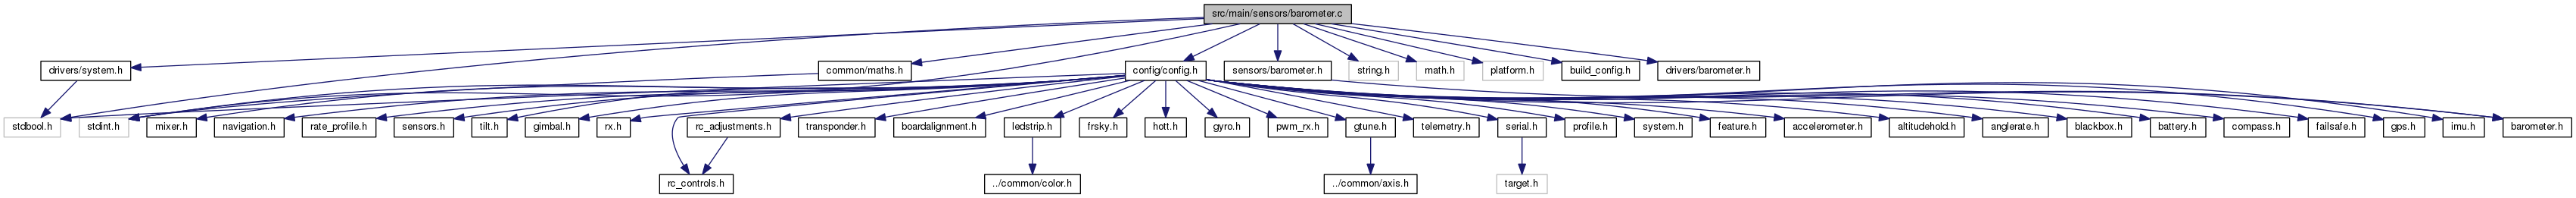 src/main/sensors/barometer.c
drivers/system.h
common/maths.h
config/config.h
sensors/barometer.h
string.h
math.h
platform.h
build_config.h
drivers/barometer.h
stdbool.h
stdint.h
mixer.h
navigation.h
rate_profile.h
sensors.h
tilt.h
gimbal.h
rx.h
rc_adjustments.h
transponder.h
boardalignment.h
ledstrip.h
frsky.h
hott.h
gyro.h
pwm_rx.h
gtune.h
telemetry.h
serial.h
profile.h
system.h
feature.h
accelerometer.h
altitudehold.h
anglerate.h
blackbox.h
battery.h
compass.h
failsafe.h
gps.h
imu.h
barometer.h
rc_controls.h
../common/color.h
../common/axis.h
target.h